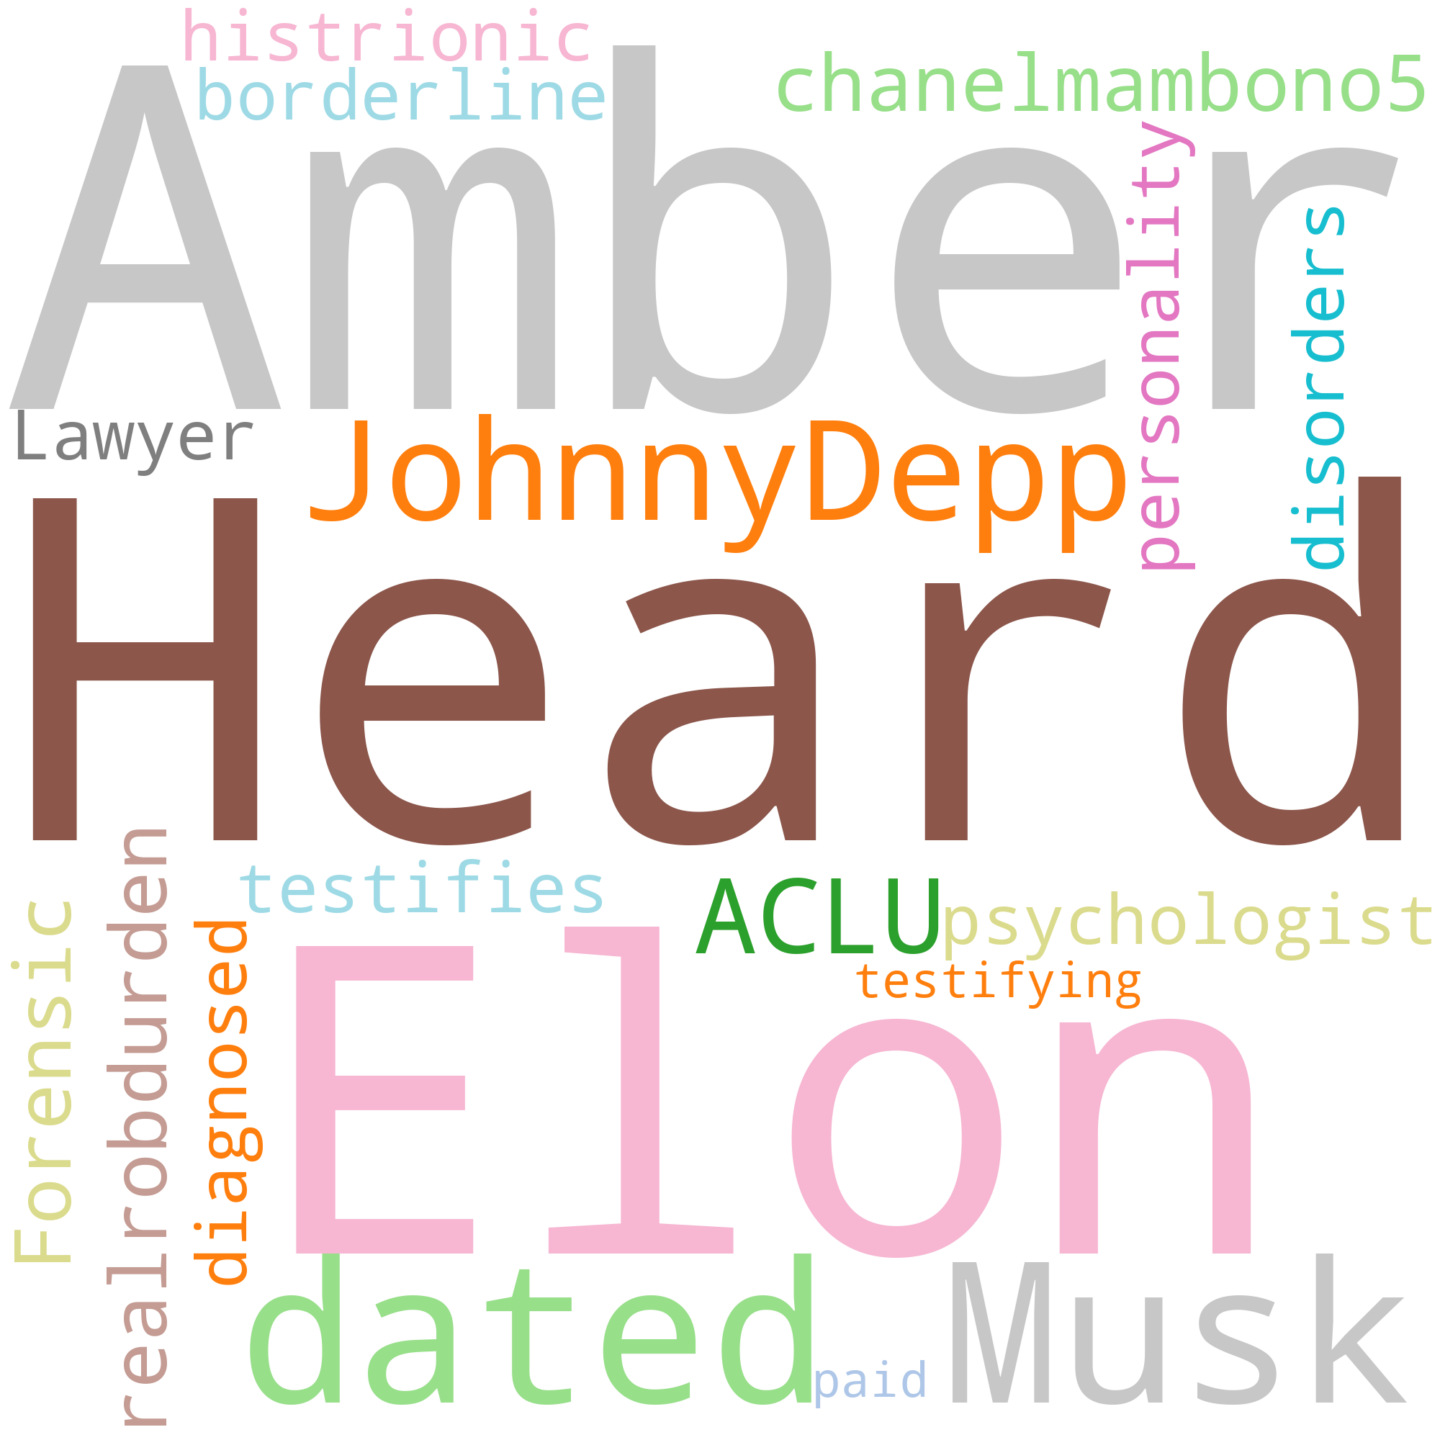 histrionic
borderline
chanelmambono5
Amber
personality
disorders
Lawyer
JohnnyDepp
Heard
testifies
ACLU
psychologist
testifying
Forensic
realrobdurden
diagnosed
Elon
dated
Musk
paid